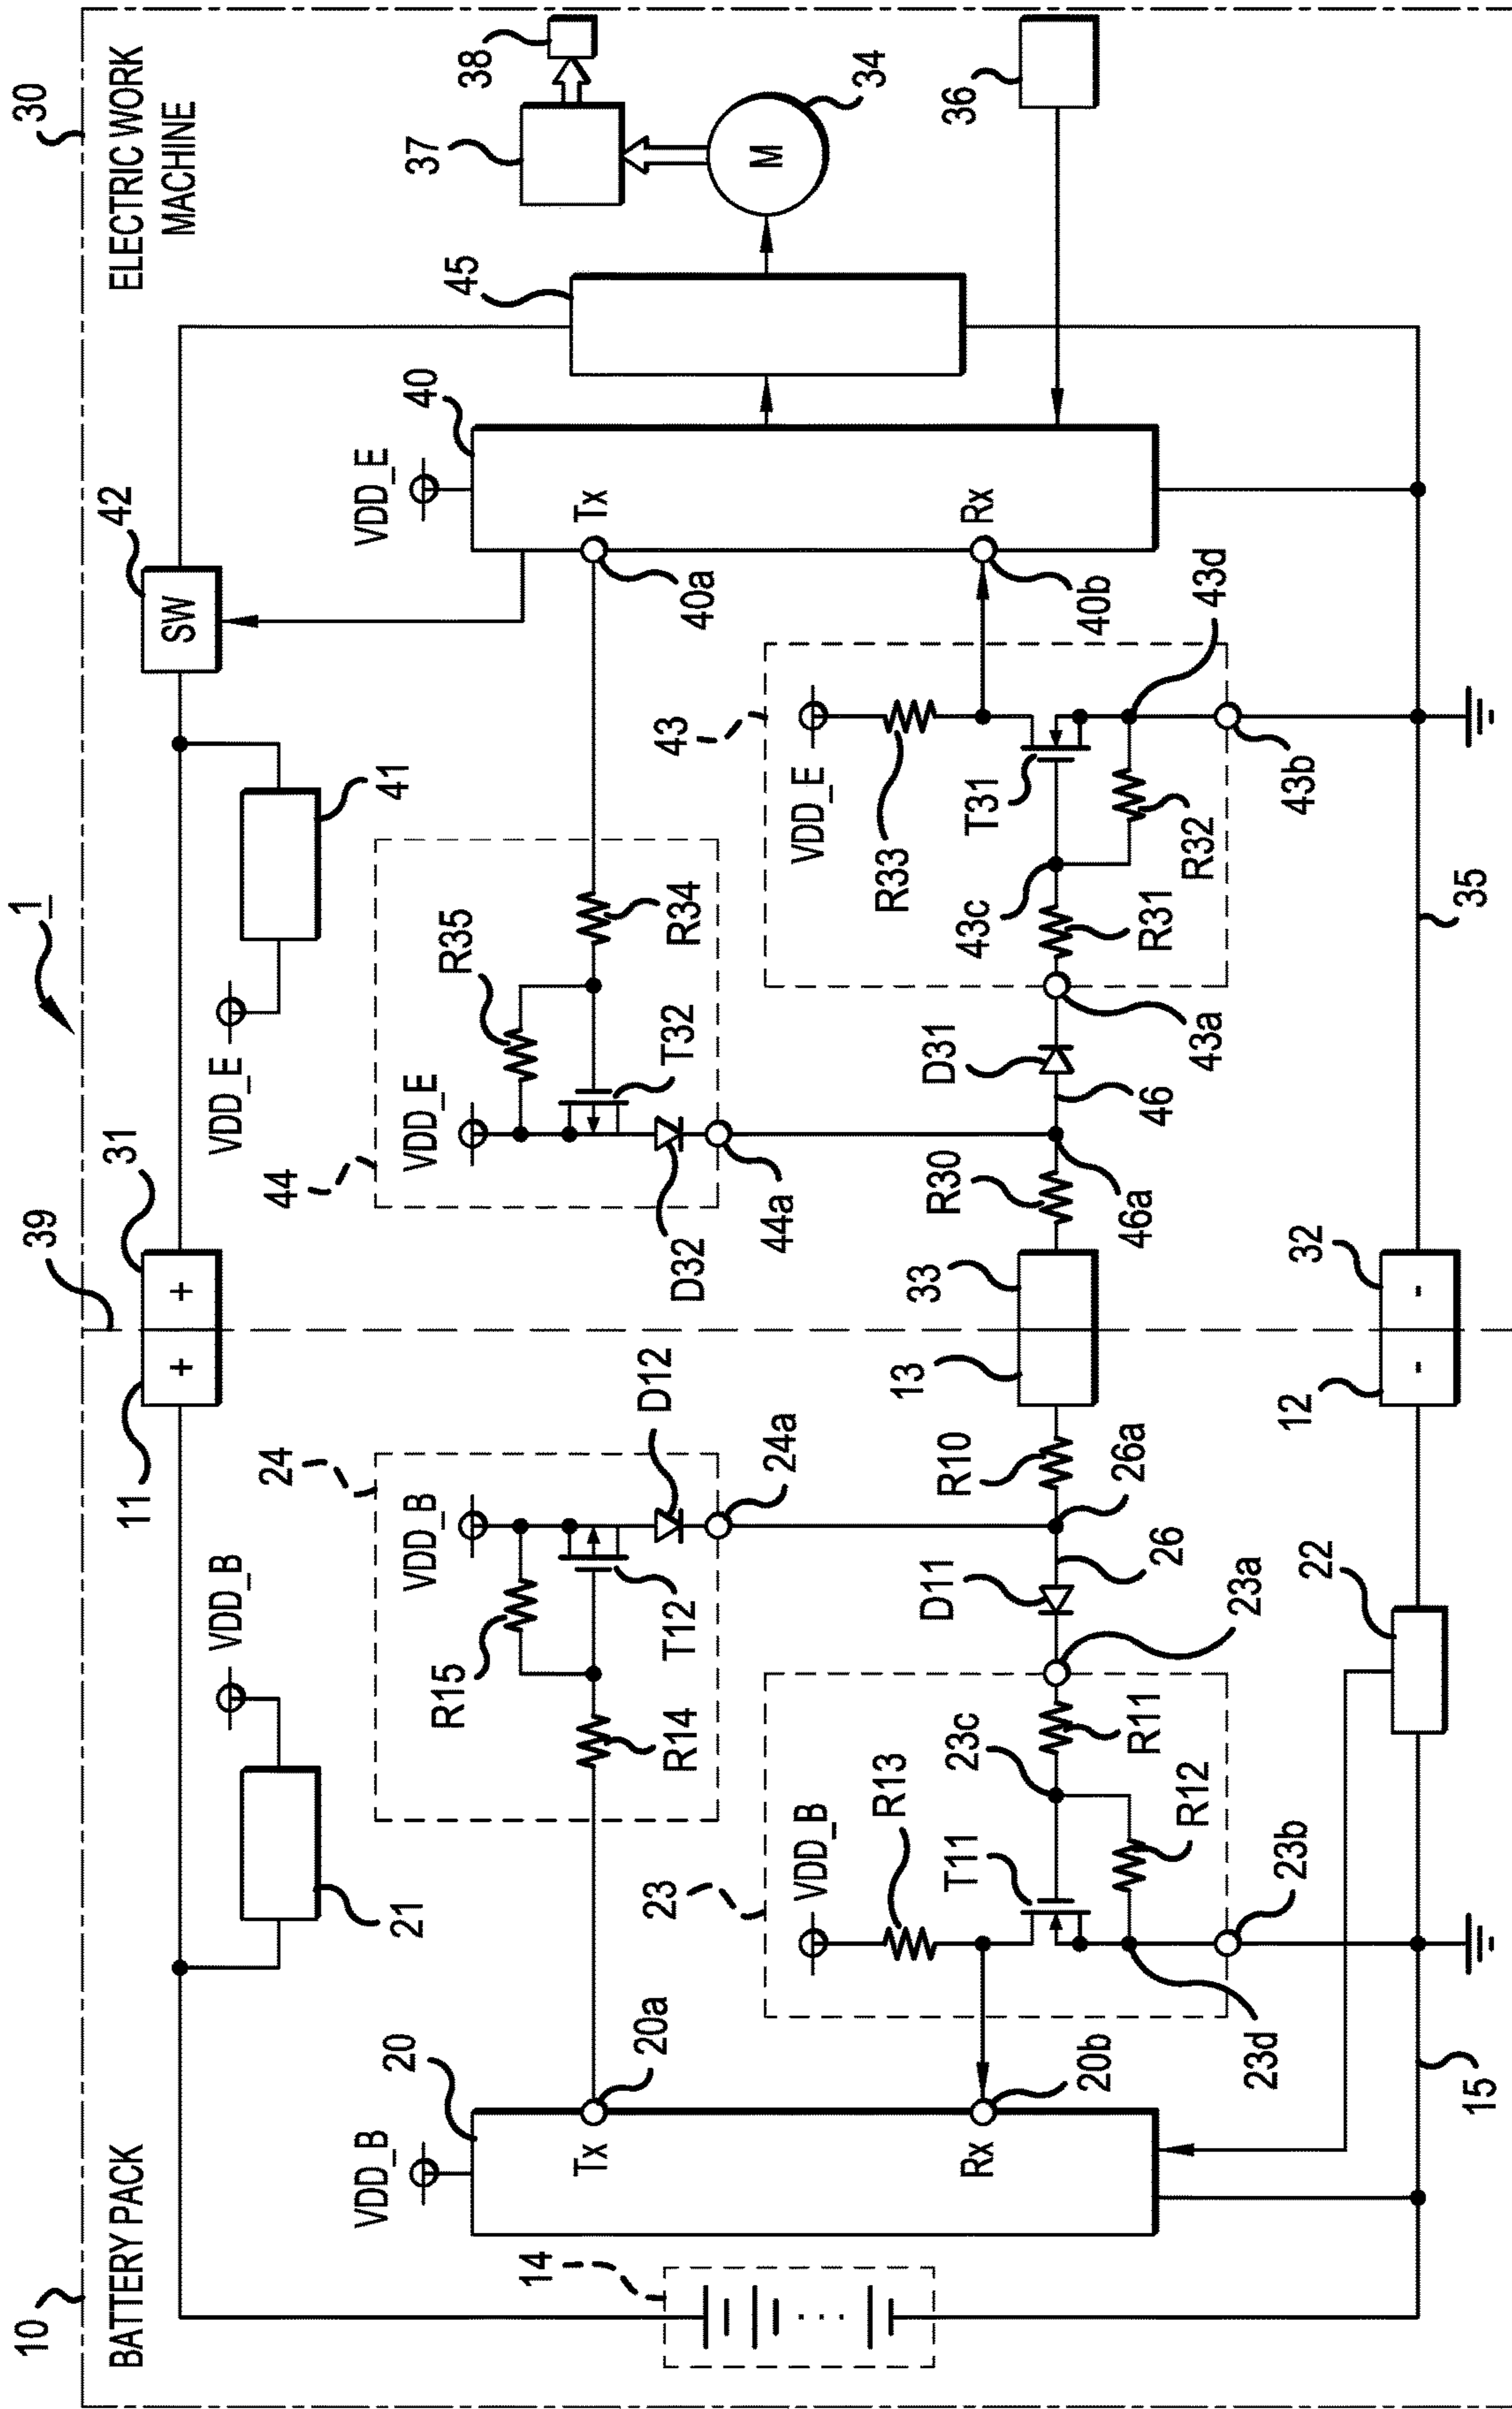 1
10
BATTERY PACK
30
ELECTRIC WORK
MACHINE
39
11
31
+
+
42
SW
21
VDD_B
VDD_E
41
38
37
34
M
45
36
14
VDD_B
20
Tx
20a
Rx
20b
24
VDD_B
R15
R14
T12
D12
24a
44
VDD_E
R35
R34
T32
D32
44a
VDD_E
40
Tx
40a
Rx
40b
23
VDD_B
R13
T11
23c
R11
R12
23d
23b
23a
D11
26
26a
R10
13
33
R30
46a
46
D31
43a
43
VDD_E
R33
T31
43c
R31
R32
43d
43b
15
22
12
32
-
-
35